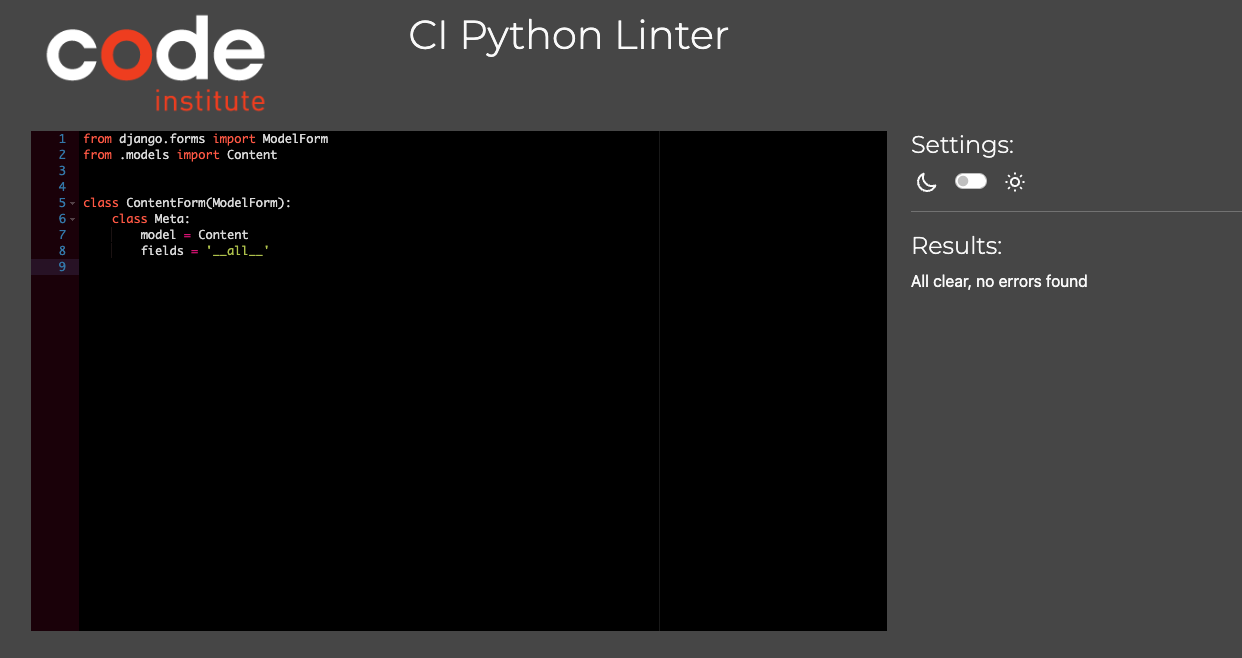 code
institute
CI Python Linter
1 from django.forms import ModelForm
2 from .models import Content
3
4
5 class ContentForm(ModelForm):
6     class Meta:
7         model = Content
8         fields = '__all__'
9
Settings:
Results:
All clear, no errors found